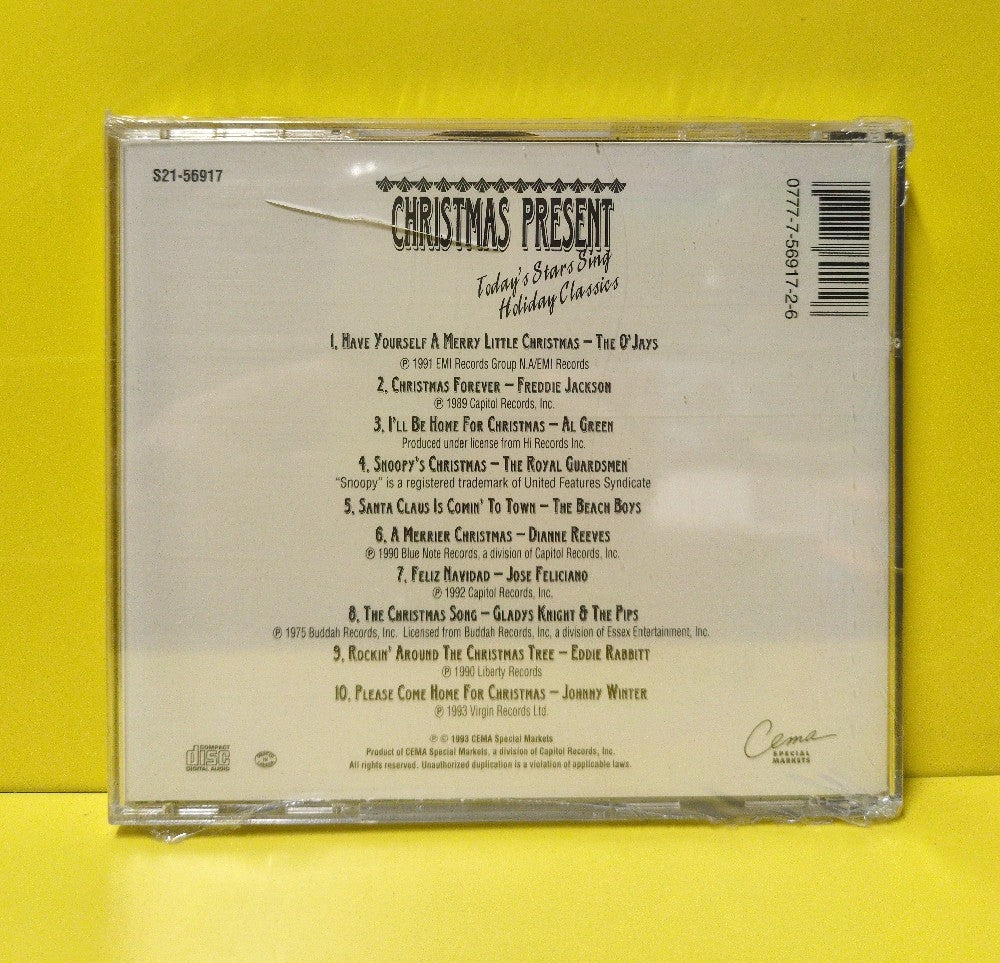 S21-56917
CHRISTMAS PRESENT
Today's Stars Sing
Holiday Classics
0777-7-56917-2-6
1. Have Yourself A Merry Little Christmas – The O'Jays
℗ 1991 EMI Records Group N.A/EMI Records
2. Christmas Forever – Freddie Jackson
℗ 1989 Capitol Records, Inc.
3. I'll Be Home For Christmas – Al Green
Produced under license from Hi Records Inc.
4. Snoopy's Christmas – The Royal Guardsmen
“Snoopy” is a registered trademark of United Features Syndicate
5. Santa Claus Is Comin' To Town – The Beach Boys
6. A Merrier Christmas – Dianne Reeves
℗ 1990 Blue Note Records, a division of Capitol Records, Inc.
7. Feliz Navidad – Jose Feliciano
℗ 1992 Capitol Records, Inc.
8. The Christmas Song – Gladys Knight & The Pips
℗ 1975 Buddah Records, Inc. Licensed from Buddah Records, Inc, a division of Essex Entertainment, Inc.
9. Rockin' Around The Christmas Tree – Eddie Rabbitt
℗ 1990 Liberty Records
10. Please Come Home For Christmas – Johnny Winter
℗ 1993 Virgin Records Ltd.
℗ © 1993 CEMA Special Markets
Product of CEMA Special Markets, a division of Capitol Records, Inc.
All rights reserved. Unauthorized duplication is a violation of applicable laws.
COMPACT
disc
DIGITAL AUDIO
Cema
SPECIAL
MARKETS